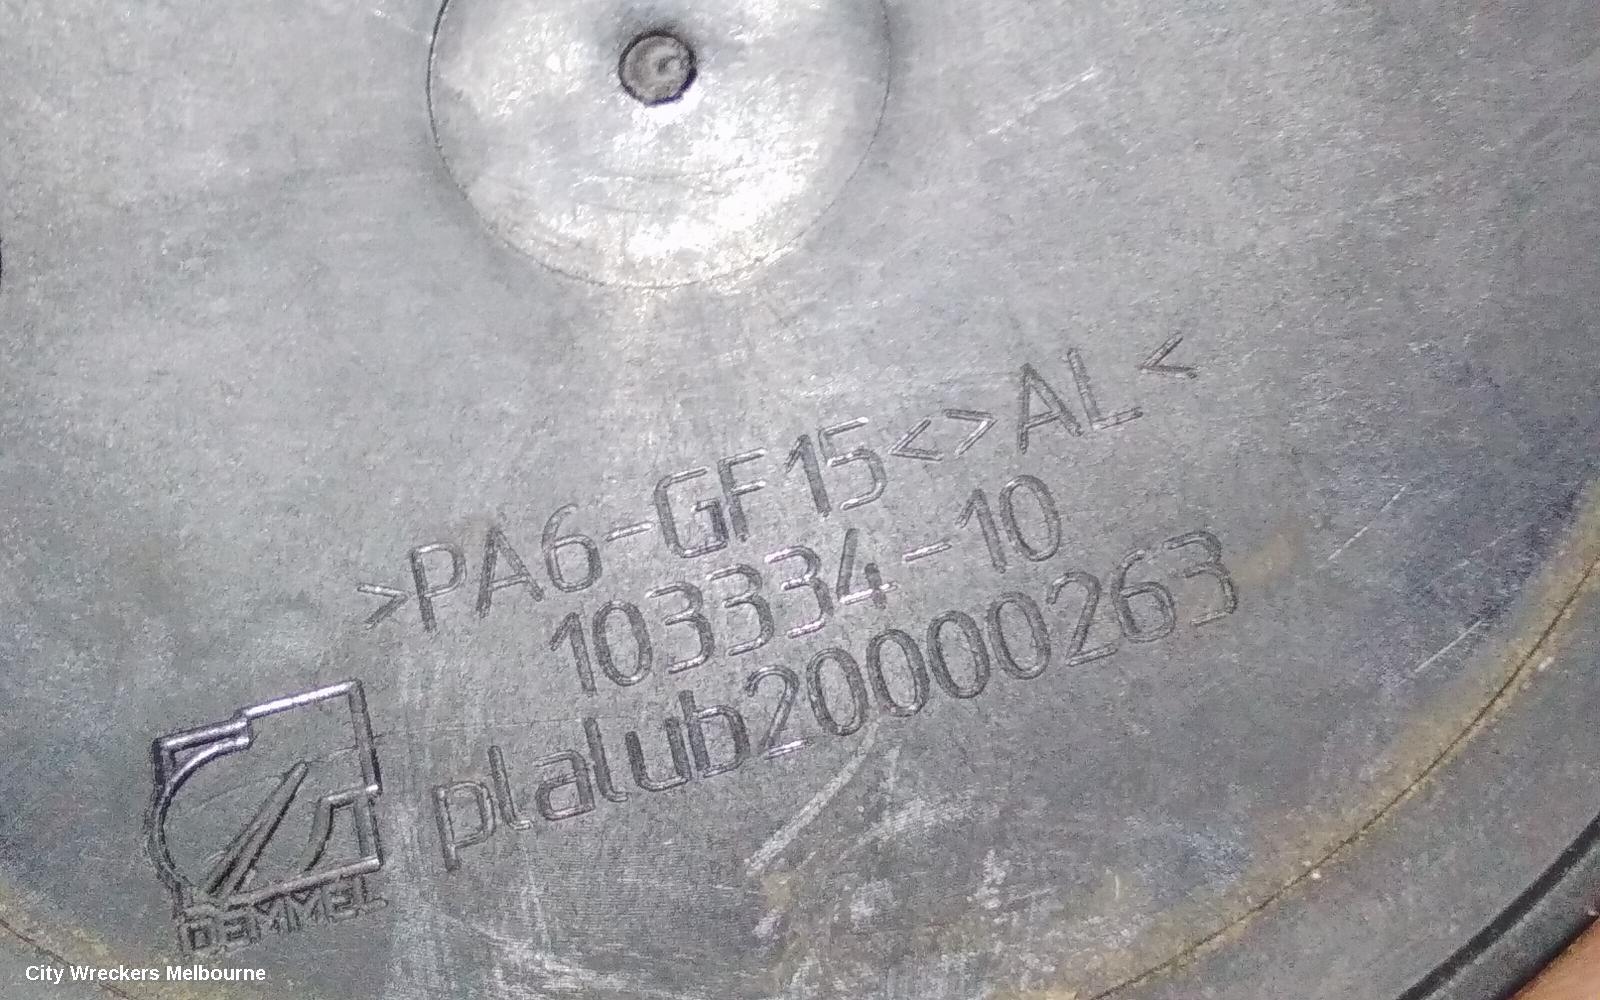 >PA6-GF15<>AL<
103334-10
plalub20000263
DEMMEL
City Wreckers Melbourne